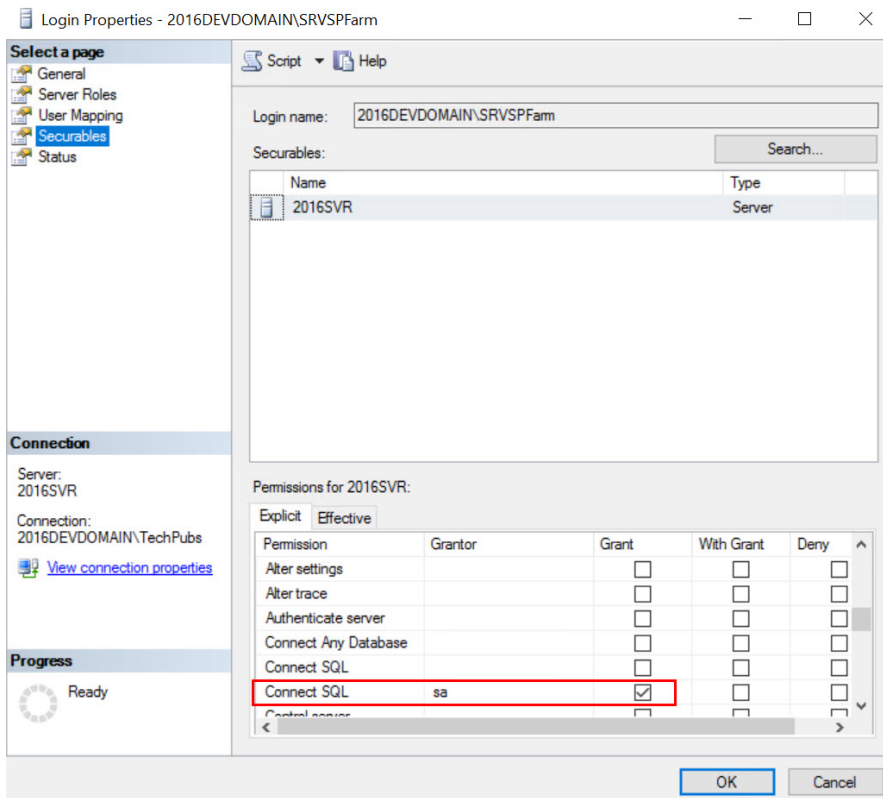 Login Properties - 2016DEVDOMAIN\SRVSPFarm
Select a page
General
Server Roles
User Mapping
Securables
Status
Script Help
Login name: 2016DEVDOMAIN\SRVSPFarm
Securables: Search...
Name Type
2016SVR Server
Connection
Server:
2016SVR
Connection:
2016DEVDOMAIN\TechPubs
View connection properties
Progress
Ready
Permissions for 2016SVR:
Explicit Effective
Permission Grantor Grant With Grant Deny
Alter settings
Alter trace
Authenticate server
Connect Any Database
Connect SQL
Connect SQL sa
Control server
OK Cancel